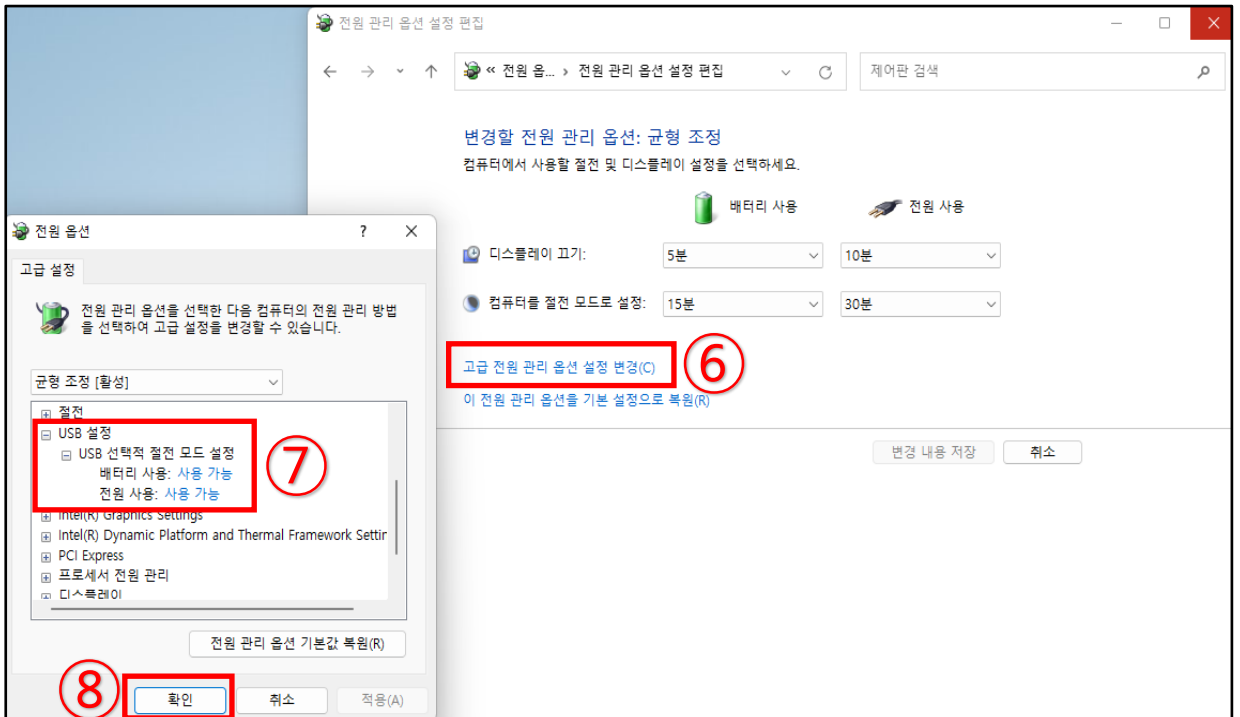 전원 관리 옵션 설정 편집
« 전원 옵... › 전원 관리 옵션 설정 편집
제어판 검색
변경할 전원 관리 옵션: 균형 조정
컴퓨터에서 사용할 절전 및 디스플레이 설정을 선택하세요.
배터리 사용
전원 사용
디스플레이 끄기:
5분
10분
컴퓨터를 절전 모드로 설정:
15분
30분
고급 전원 관리 옵션 설정 변경(C)
⑥
이 전원 관리 옵션을 기본 설정으로 복원(R)
변경 내용 저장
취소
전원 옵션
?
고급 설정
전원 관리 옵션을 선택한 다음 컴퓨터의 전원 관리 방법
을 선택하여 고급 설정을 변경할 수 있습니다.
균형 조정 [활성]
절전
USB 설정
USB 선택적 절전 모드 설정
배터리 사용: 사용 가능
전원 사용: 사용 가능
⑦
Intel(R) Graphics Settings
Intel(R) Dynamic Platform and Thermal Framework Settin
PCI Express
프로세서 전원 관리
디스플레이
전원 관리 옵션 기본값 복원(R)
⑧
확인
취소
적용(A)